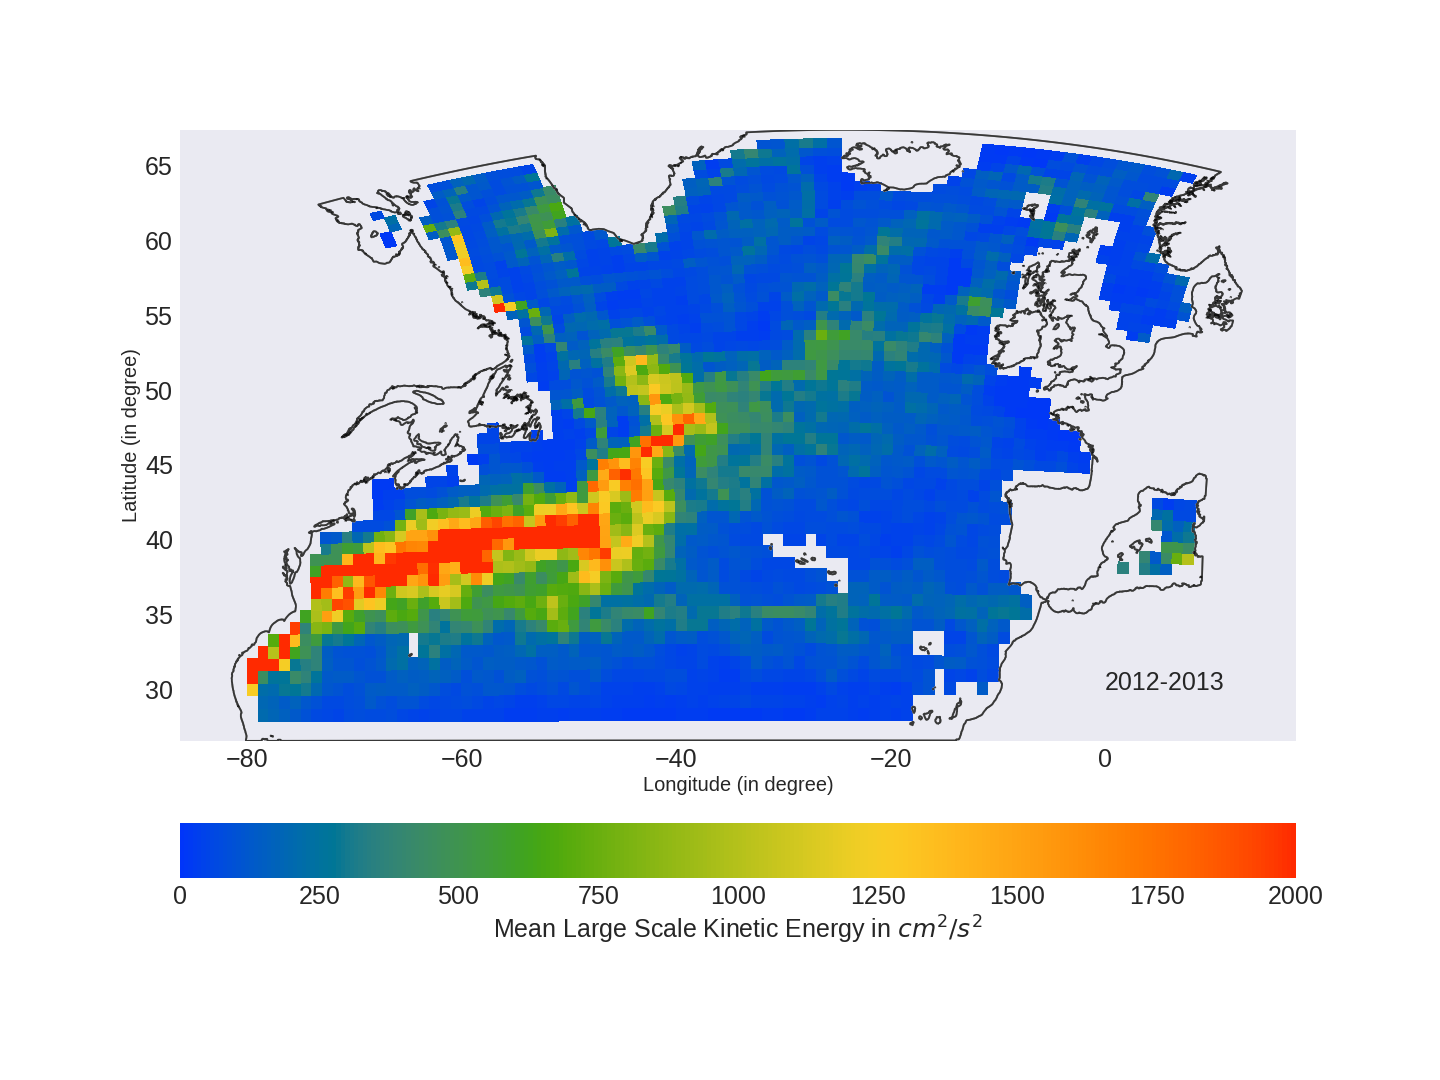 65
60
55
50
45
40
35
30
Latitude (in degree)
2012-2013
−80 −60 −40 −20 0
Longitude (in degree)
0 250 500 750 1000 1250 1500 1750 2000
Mean Large Scale Kinetic Energy in cm²/s²